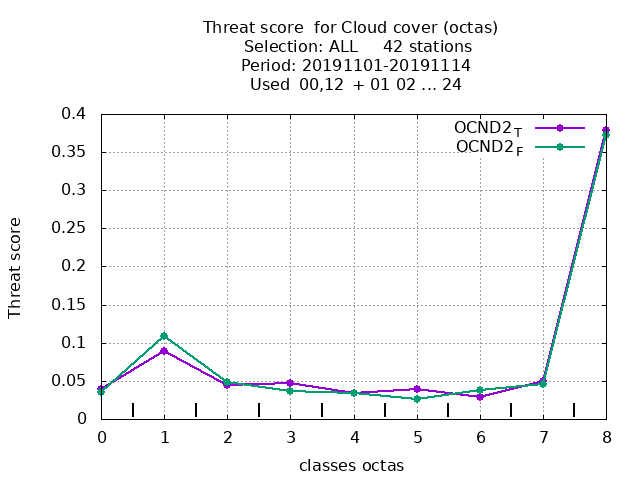 Threat score  for Cloud cover (octas)
Selection: ALL     42 stations
Period: 20191101-20191114
Used  00,12  + 01 02 ... 24
OCND2_T
OCND2_F
0.4
0.35
0.3
0.25
0.2
0.15
0.1
0.05
0
Threat score
0 1 2 3 4 5 6 7 8
classes octas